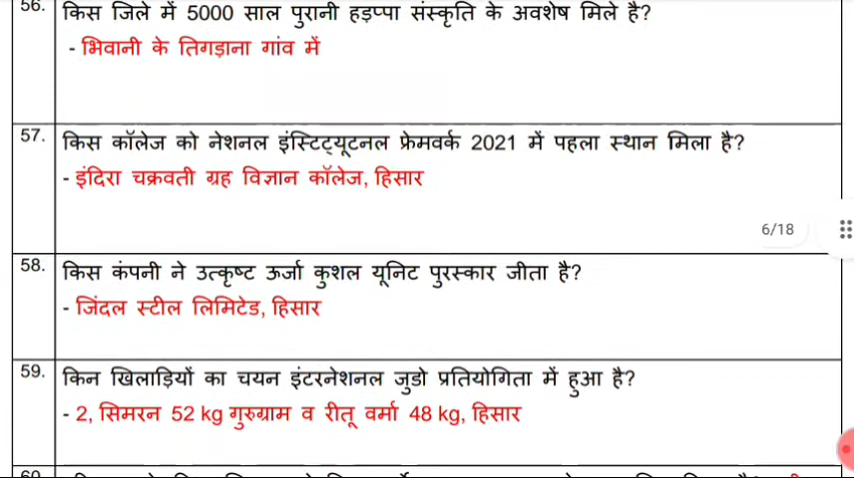 56. किस जिले में 5000 साल पुरानी हड़प्पा संस्कृति के अवशेष मिले है?
- भिवानी के तिगड़ाना गांव में
57. किस कॉलेज को नेशनल इंस्टिट्यूटनल फ्रेमवर्क 2021 में पहला स्थान मिला है?
- इंदिरा चक्रवती ग्रह विज्ञान कॉलेज, हिसार
6/18
58. किस कंपनी ने उत्कृष्ट ऊर्जा कुशल यूनिट पुरस्कार जीता है?
- जिंदल स्टील लिमिटेड, हिसार
59. किन खिलाड़ियों का चयन इंटरनेशनल जुडो प्रतियोगिता में हुआ है?
- 2, सिमरन 52 kg गुरुग्राम व रीतू वर्मा 48 kg, हिसार
60